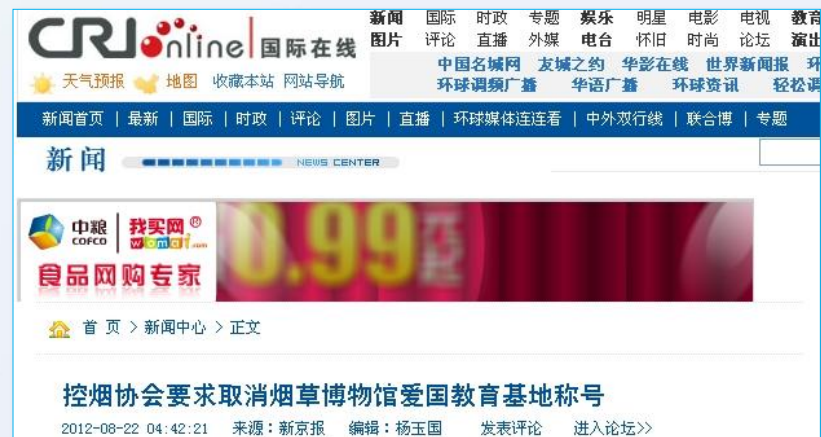 CRIonline 国际在线
新闻 国际 时政 专题 娱乐 明星 电影 电视 教育
图片 评论 直播 外媒 电台 怀旧 时尚 论坛 演出
中国名城网 友城之约 华影在线 世界新闻报 环
环球调频广播 华语广播 环球资讯 轻松调
天气预报 地图 收藏本站 网站导航
新闻首页 | 最新 | 国际 | 时政 | 评论 | 图片 | 直播 | 环球媒体连连看 | 中外双行线 | 联合博 | 专题
新闻 NEWS CENTER
中粮 COFCO 我买网® womai.com
食品网购专家
0.99
首页 > 新闻中心 > 正文
控烟协会要求取消烟草博物馆爱国教育基地称号
2012-08-22 04:42:21 来源：新京报 编辑：杨玉国 发表评论 进入论坛>>